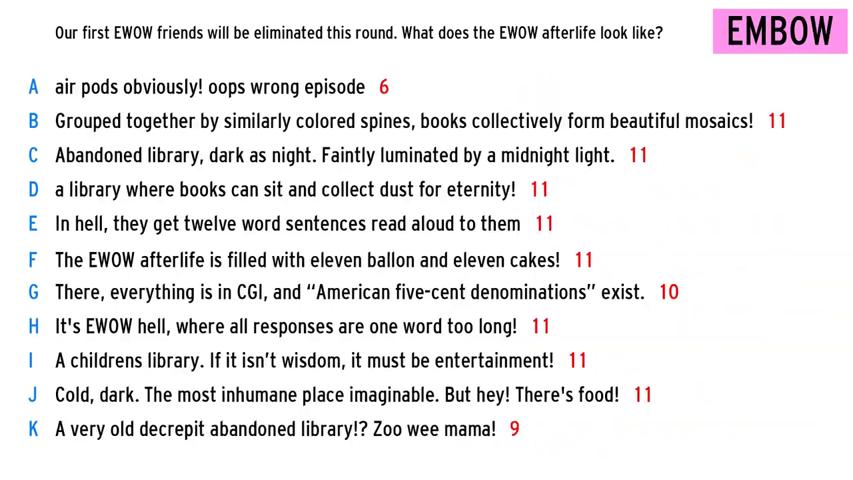 Our first EWOW friends will be eliminated this round. What does the EWOW afterlife look like?
EMBOW
A air pods obviously! oops wrong episode 6
B Grouped together by similarly colored spines, books collectively form beautiful mosaics! 11
C Abandoned library, dark as night. Faintly luminated by a midnight light. 11
D a library where books can sit and collect dust for eternity! 11
E In hell, they get twelve word sentences read aloud to them 11
F The EWOW afterlife is filled with eleven ballon and eleven cakes! 11
G There, everything is in CGI, and “American five-cent denominations” exist. 10
H It's EWOW hell, where all responses are one word too long! 11
I A childrens library. If it isn’t wisdom, it must be entertainment! 11
J Cold, dark. The most inhumane place imaginable. But hey! There's food! 11
K A very old decrepit abandoned library!? Zoo wee mama! 9